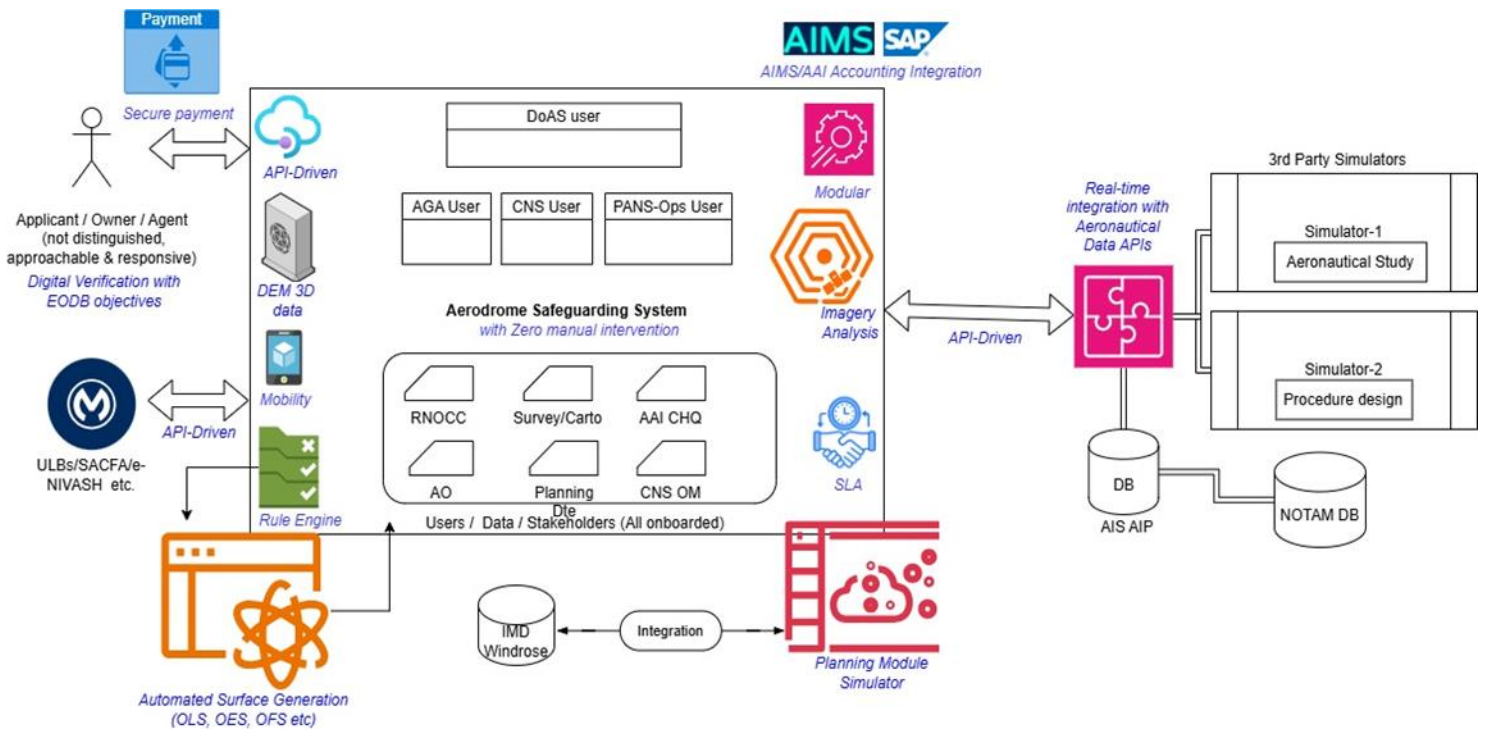 Payment
Secure payment
AIMS SAP
AIMS/AAI Accounting Integration
Applicant / Owner / Agent
(not distinguished,
approachable & responsive)
Digital Verification with
EODB objectives
API-Driven
DEM 3D
data
Mobility
API-Driven
ULBs/SACFA/e-
NIVASH etc.
Rule Engine
DoAS user
AGA User
CNS User
PANS-Ops User
Aerodrome Safeguarding System
with Zero manual intervention
RNOCC
Survey/Carto
AAI CHQ
AO
Planning
Dte
CNS OM
Users / Data / Stakeholders (All onboarded)
Modular
Imagery
Analysis
SLA
API-Driven
Real-time
integration with
Aeronautical
Data APIs
3rd Party Simulators
Simulator-1
Aeronautical Study
Simulator-2
Procedure design
DB
AIS AIP
NOTAM DB
Automated Surface Generation
(OLS, OES, OFS etc)
IMD
Windrose
Integration
Planning Module
Simulator